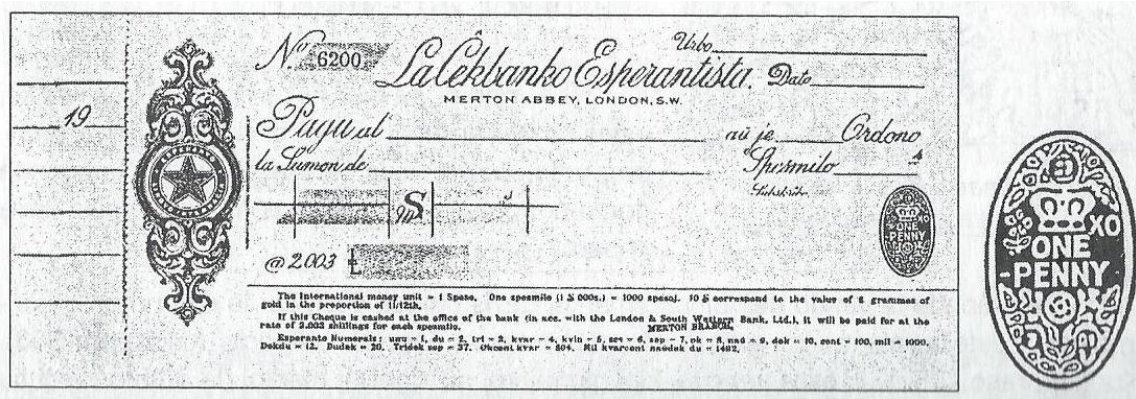 Urbo
No 6200 La Ĉekbanko Esperantista. Dato
MERTON ABBEY, LONDON, S.W.
19
Pagu al aŭ je Ordono
la Sumon de Spesmilo
S
@ 2.003 £
ONE
PENNY
The International money unit = 1 Speso. One spesmilo (1 S 000s.) = 1000 spesoj. 10 S correspond to the value of 8 grammes of
gold in the proportion of 11/12th.
If this Cheque is cashed at the office of the bank (in acc. with the London & South Western Bank, Ltd.), it will be paid for at the
rate of 2.003 shillings for each spesmilo. MERTON BRANCH,
Esperanto Numerals: unu = 1, du = 2, tri = 3, kvar = 4, kvin = 5, ses = 6, sep = 7, ok = 8, naŭ = 9, dek = 10, cent = 100, mil = 1000,
Dekdu = 12. Dudek = 20. Tridek sep = 37. Okcent kvar = 804. Mil kvarcent naŭdek du = 1492.
XO
ONE
PENNY